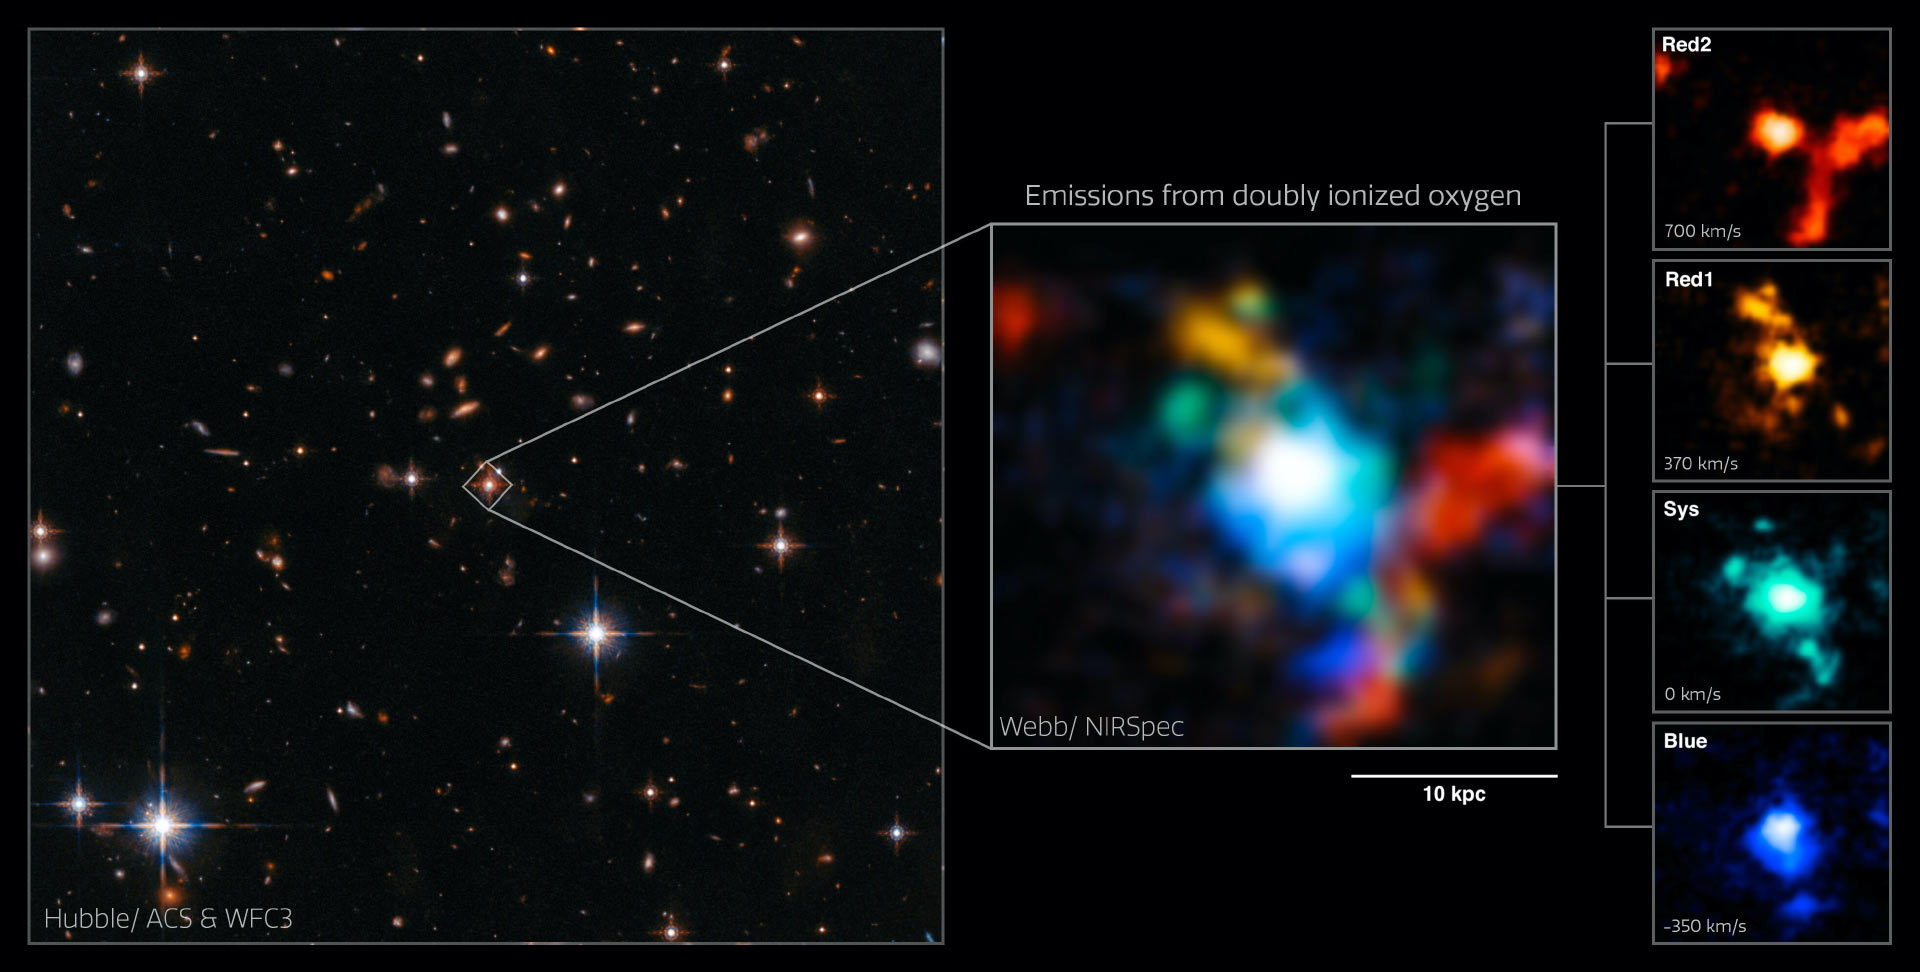 Hubble/ ACS & WFC3
Emissions from doubly ionized oxygen
Webb/ NIRSpec
10 kpc
Red2
700 km/s
Red1
370 km/s
Sys
0 km/s
Blue
-350 km/s